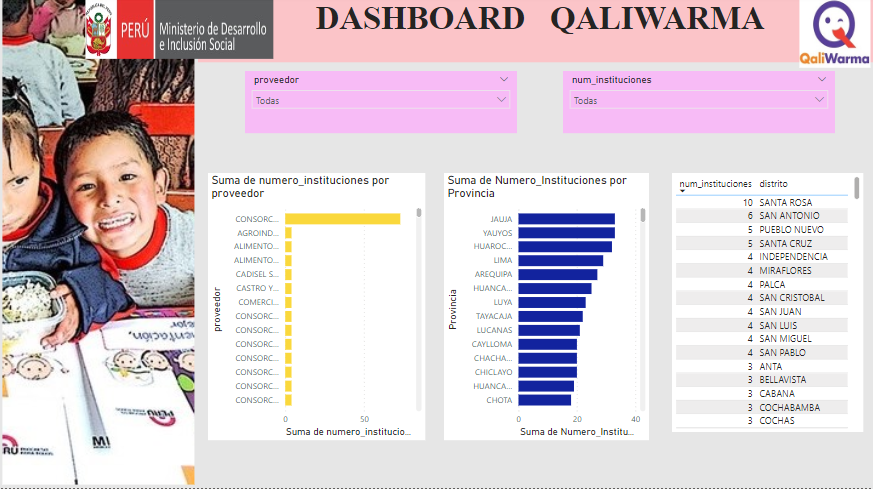 PERÚ
Ministerio de Desarrollo
e Inclusión Social
DASHBOARD QALIWARMA
QaliWarma
proveedor
Todas
num_instituciones
Todas
Suma de numero_instituciones por
proveedor
CONSORC...
AGROIND...
ALIMENTO...
ALIMENTO...
CADISEL S...
CASTRO Y...
COMERCI...
CONSORC...
CONSORC...
CONSORC...
CONSORC...
CONSORC...
CONSORC...
CONSORC...
proveedor
0 50
Suma de numero_institucio...
Suma de Numero_Instituciones por
Provincia
JAUJA
YAUYOS
HUAROC...
LIMA
AREQUIPA
HUANCA...
LUYA
TAYACAJA
LUCANAS
CAYLLOMA
CHACHA...
CHICLAYO
HUANCA...
CHOTA
Provincia
0 20 40
Suma de Numero_Institu...
num_instituciones distrito
10 SANTA ROSA
6 SAN ANTONIO
5 PUEBLO NUEVO
5 SANTA CRUZ
4 INDEPENDENCIA
4 MIRAFLORES
4 PALCA
4 SAN CRISTOBAL
4 SAN JUAN
4 SAN LUIS
4 SAN MIGUEL
4 SAN PABLO
3 ANTA
3 BELLAVISTA
3 CABANA
3 COCHABAMBA
3 COCHAS